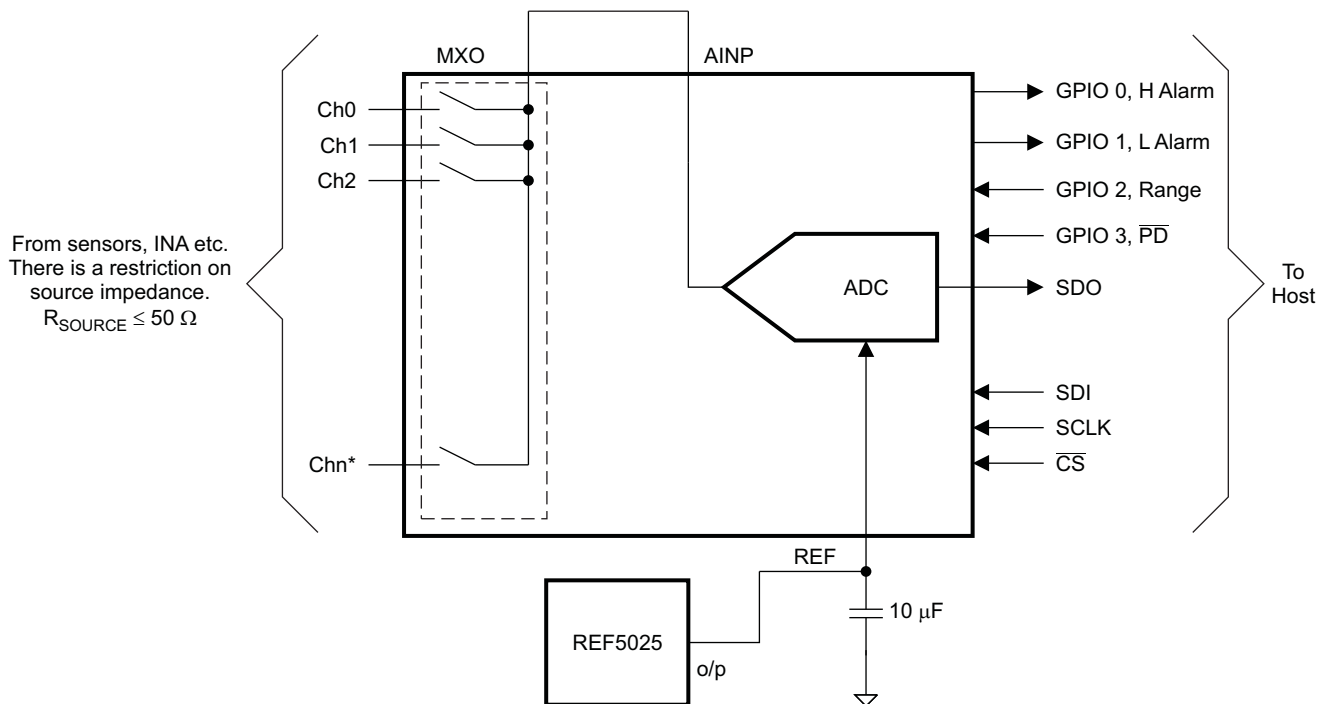 MXO
AINP
Ch0
Ch1
Ch2
Chn*
From sensors, INA etc.
There is a restriction on
source impedance.
R_SOURCE ≤ 50 Ω
ADC
GPIO 0, H Alarm
GPIO 1, L Alarm
GPIO 2, Range
GPIO 3, P̅D̅
SDO
SDI
SCLK
C̅S̅
To
Host
REF
10 μF
REF5025
o/p